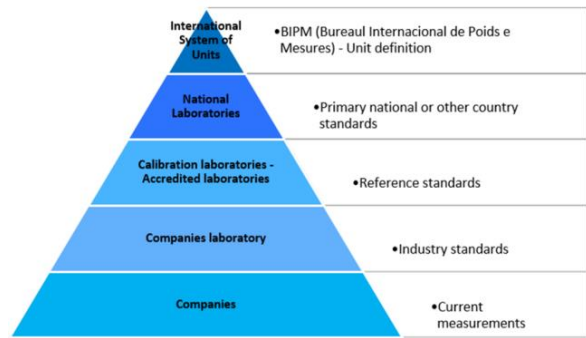 International
System of
Units
•BIPM (Bureaul Internacional de Poids e
Mesures) - Unit definition
National
Laboratories
•Primary national or other country
standards
Calibration laboratories -
Accredited laboratories
•Reference standards
Companies laboratory
•Industry standards
Companies
•Current
measurements